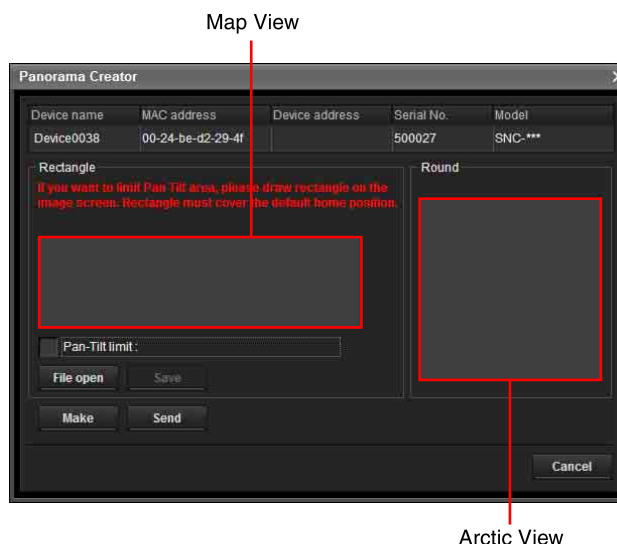 Map View
Panorama Creator
Device name MAC address Device address Serial No. Model
Device0038 00-24-be-d2-29-4f 500027 SNC-***
Rectangle
If you want to limit Pan-Tilt area, please draw rectangle on the
image screen. Rectangle must cover the default home position.
Round
Pan-Tilt limit :
File open Save
Make Send
Cancel
Arctic View